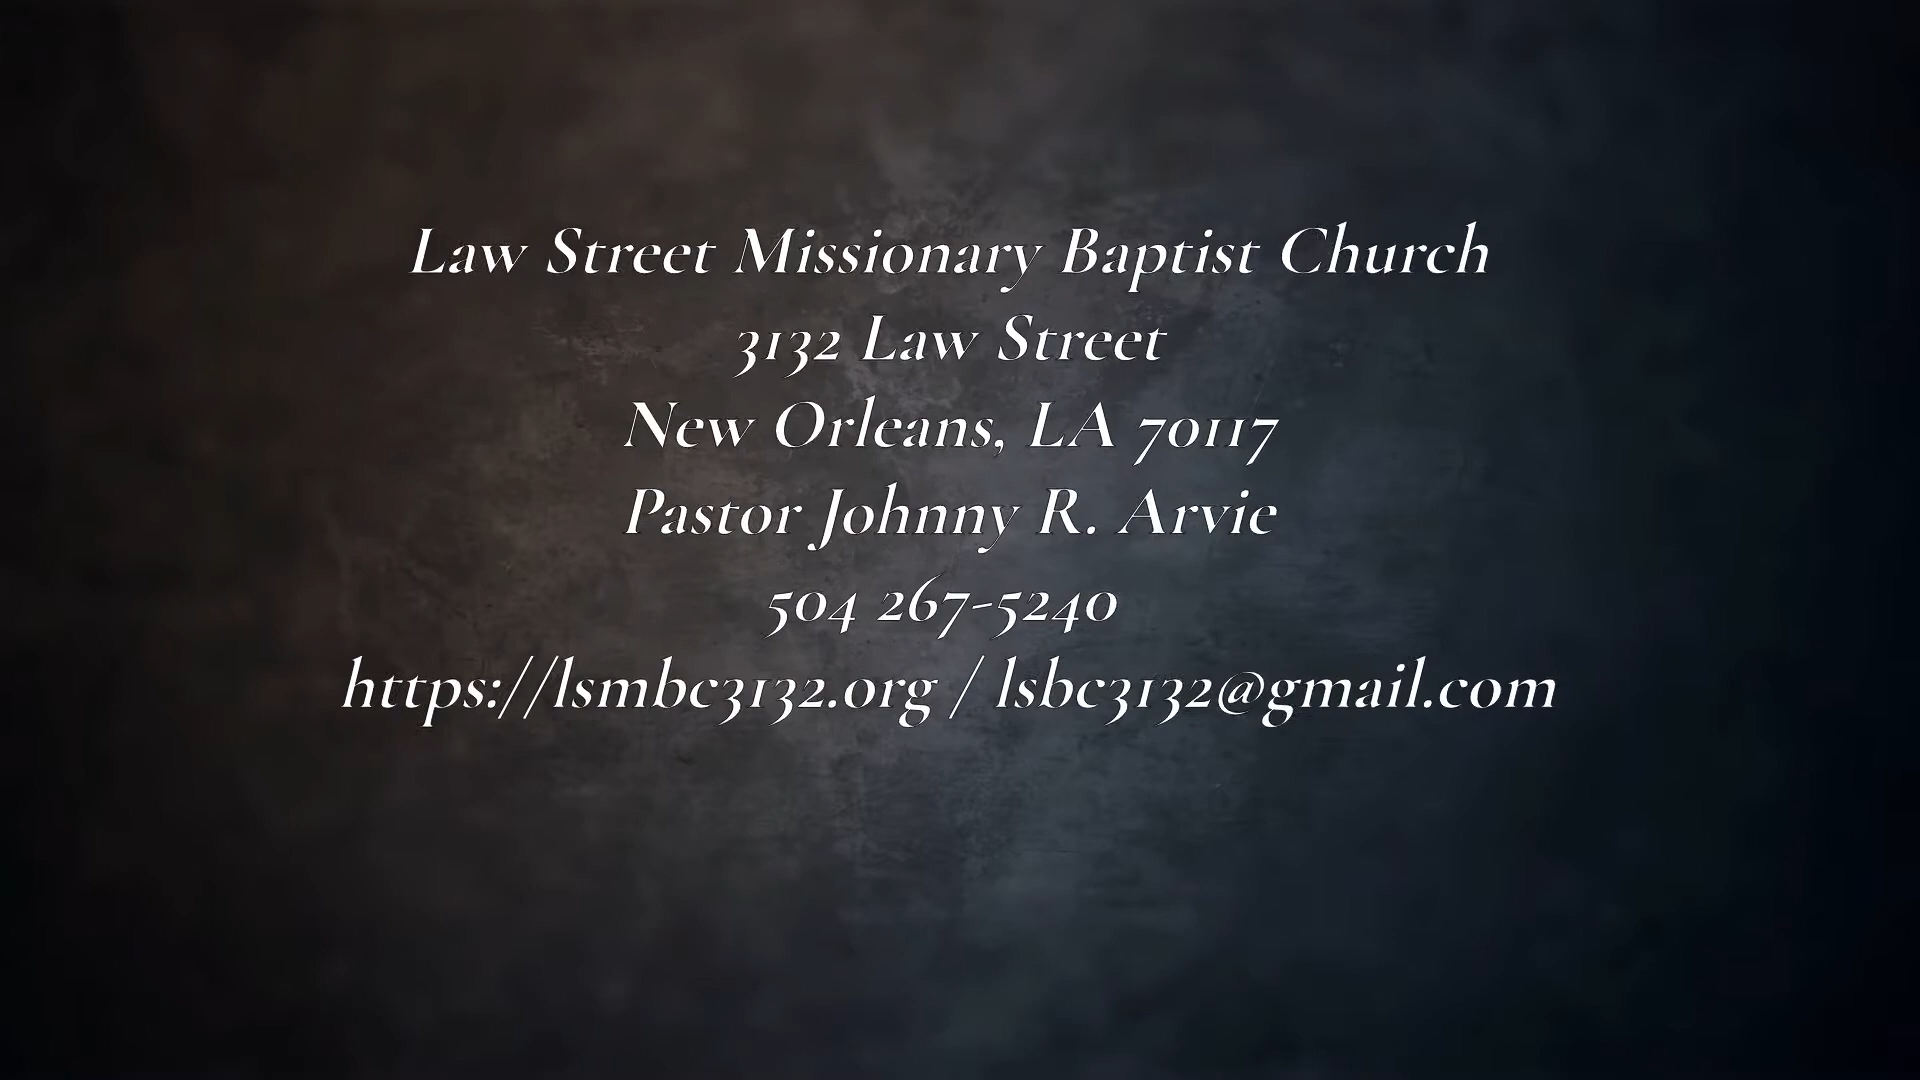 Law Street Missionary Baptist Church
3132 Law Street
New Orleans, LA 70117
Pastor Johnny R. Arvie
504 267-5240
https://lsmbc3132.org / lsbc3132@gmail.com